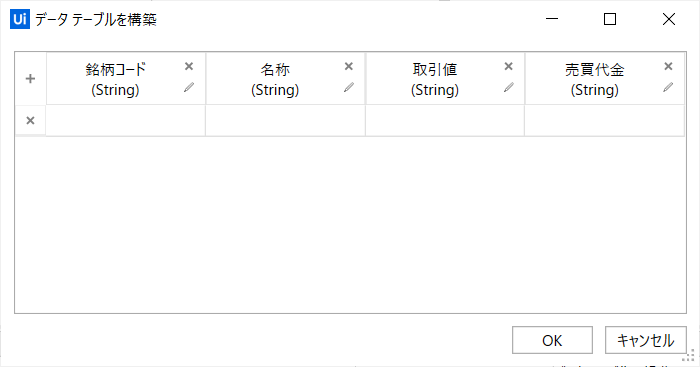 Ui データ テーブルを構築
銘柄コード 名称 取引値 売買代金
(String) (String) (String) (String)
OK キャンセル